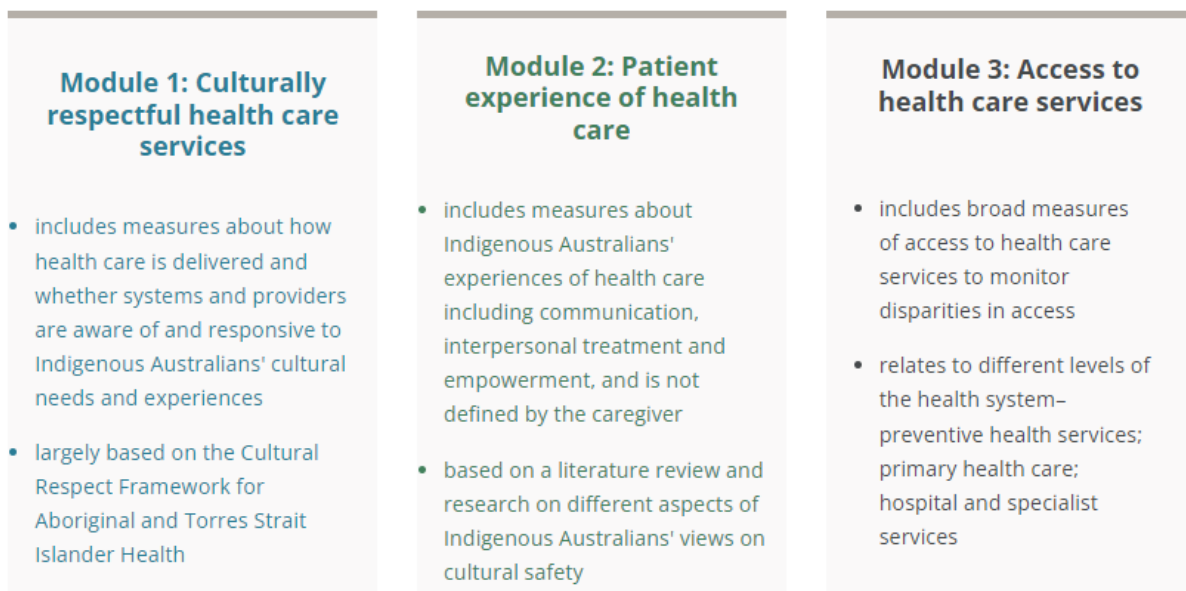 Module 1: Culturally
respectful health care
services
• includes measures about how
health care is delivered and
whether systems and providers
are aware of and responsive to
Indigenous Australians' cultural
needs and experiences
• largely based on the Cultural
Respect Framework for
Aboriginal and Torres Strait
Islander Health
Module 2: Patient
experience of health
care
• includes measures about
Indigenous Australians'
experiences of health care
including communication,
interpersonal treatment and
empowerment, and is not
defined by the caregiver
• based on a literature review and
research on different aspects of
Indigenous Australians' views on
cultural safety
Module 3: Access to
health care services
• includes broad measures
of access to health care
services to monitor
disparities in access
• relates to different levels of
the health system–
preventive health services;
primary health care;
hospital and specialist
services